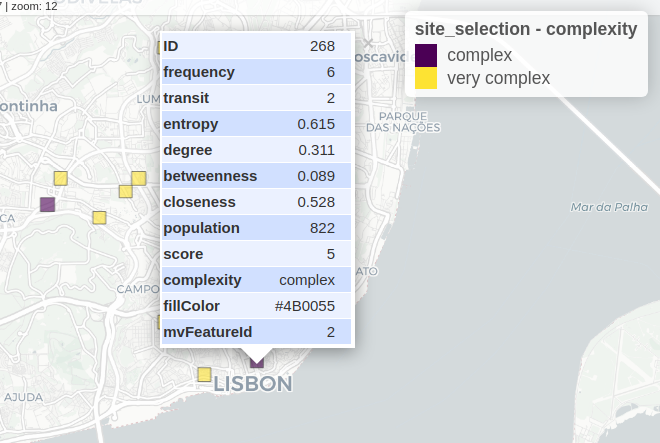 | zoom: 12
site_selection - complexity
complex
very complex
ID 268
frequency 6
transit 2
entropy 0.615
degree 0.311
betweenness 0.089
closeness 0.528
population 822
score 5
complexity complex
fillColor #4B0055
mvFeatureId 2
ontinha
LUM
oscavic
PARQUE
DAS NAÇÕES
Mar da Palha
CA
CAMPO
ATO
LISBON
AJUDA